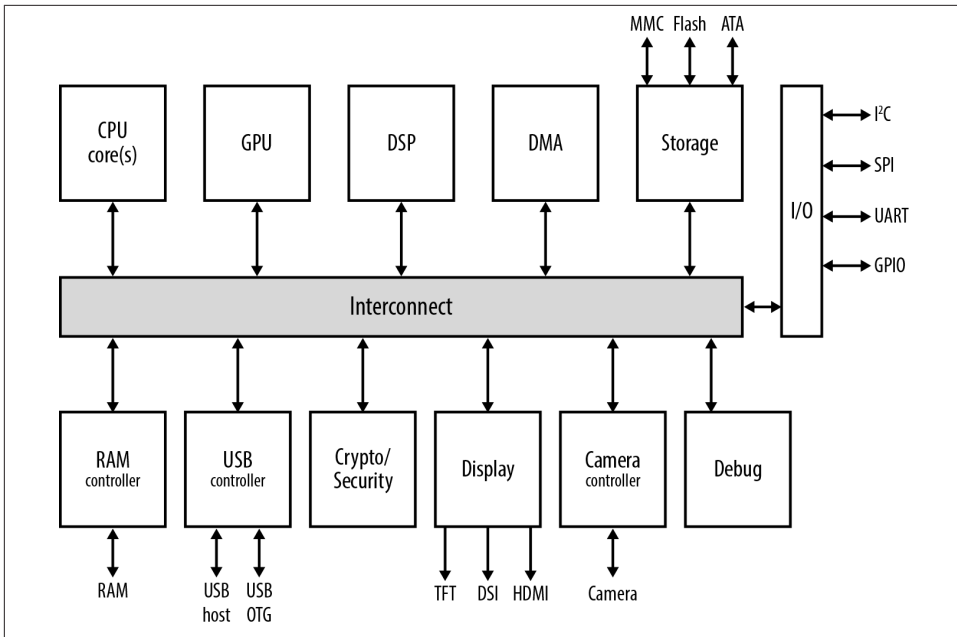 MMC Flash ATA
CPU
core(s)
GPU
DSP
DMA
Storage
I/O
I²C
SPI
UART
GPIO
Interconnect
RAM
controller
USB
controller
Crypto/
Security
Display
Camera
controller
Debug
RAM
USB
host
USB
OTG
TFT
DSI
HDMI
Camera